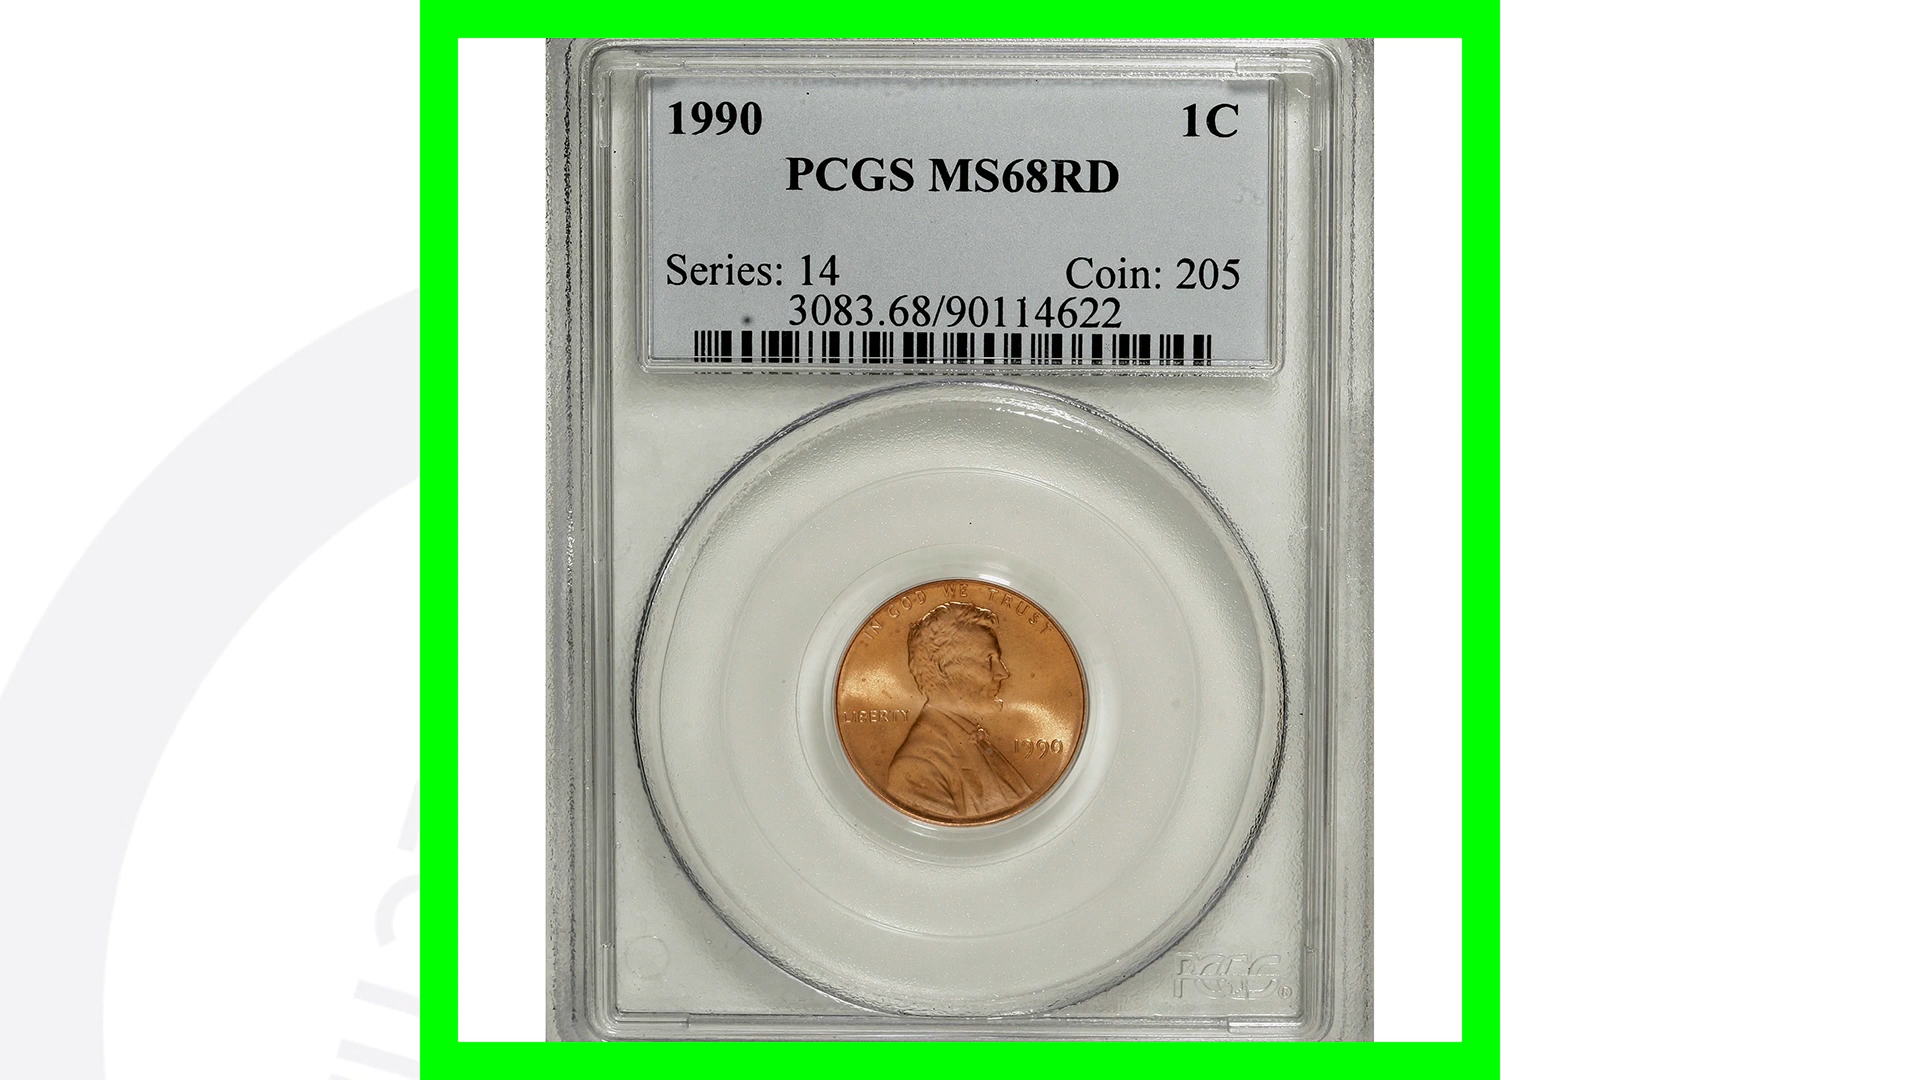 1990 1C
PCGS MS68RD
Series: 14 Coin: 205
3083.68/90114622
IN GOD WE TRUST
LIBERTY
1990
PCGS®